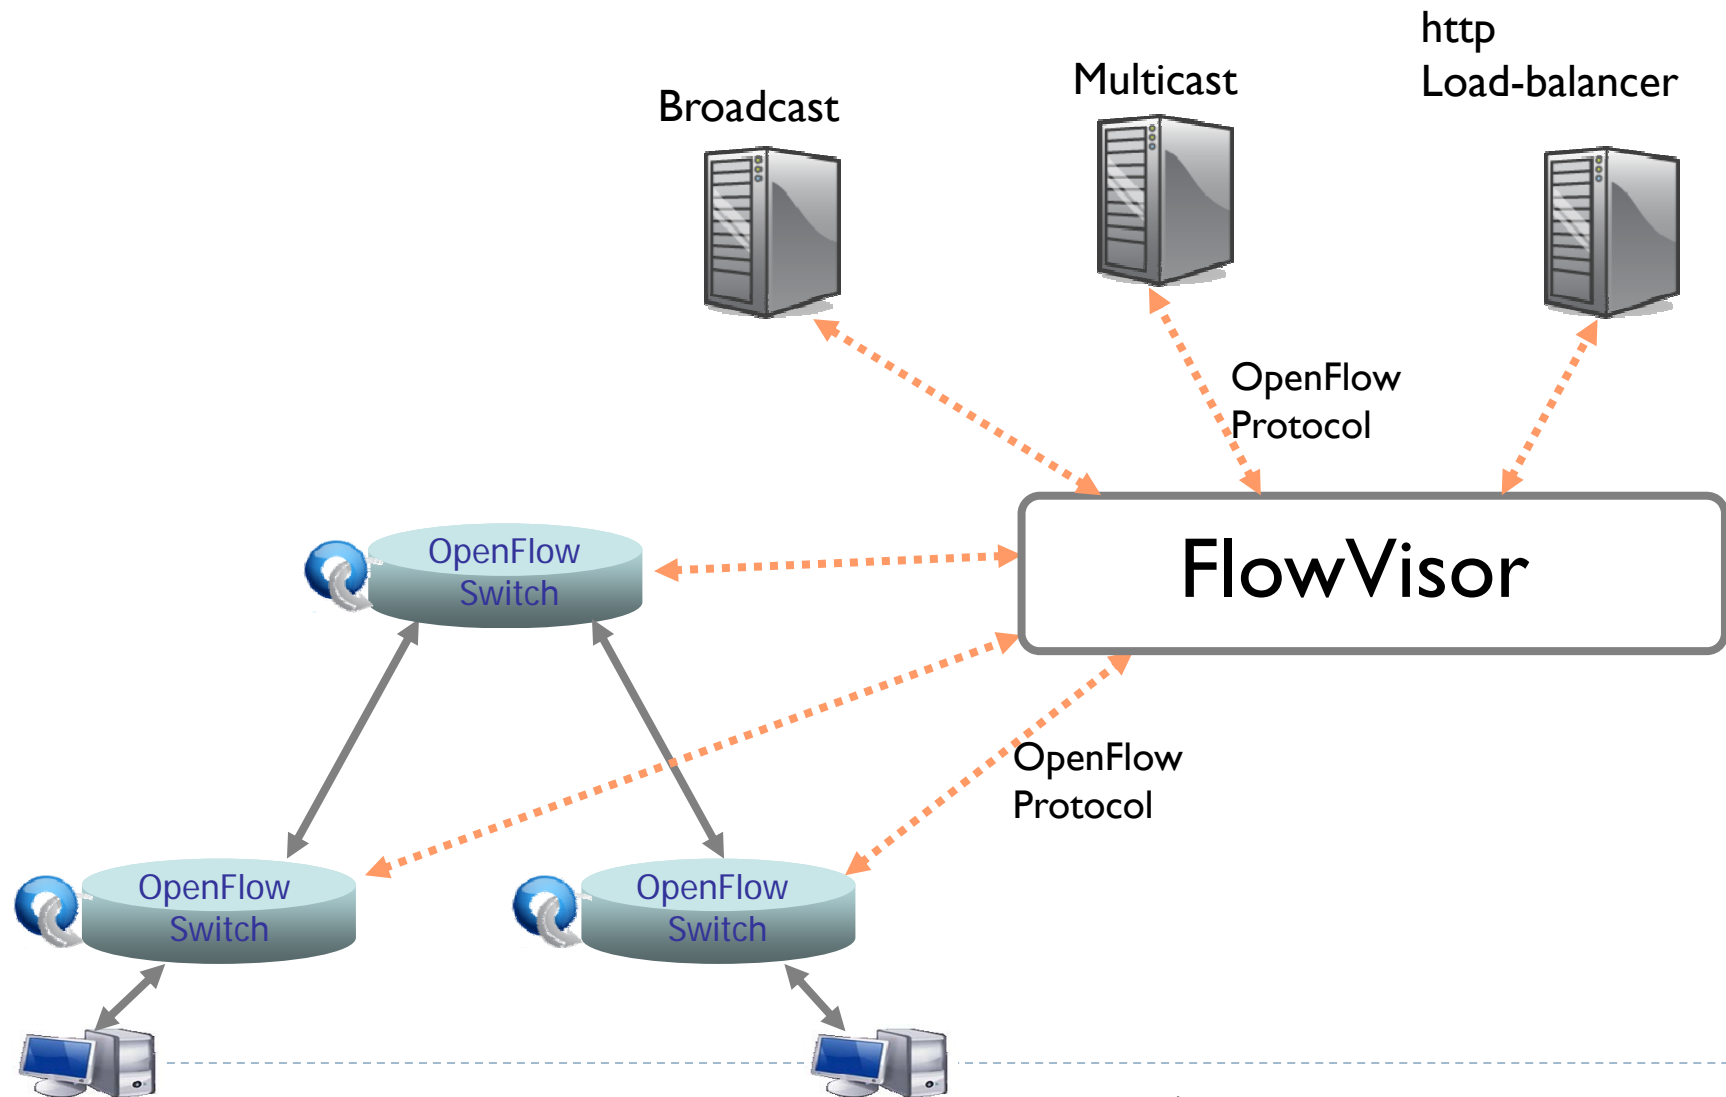 http
Load-balancer
Multicast
Broadcast
OpenFlow
Protocol
FlowVisor
OpenFlow
Switch
OpenFlow
Protocol
OpenFlow
Switch
OpenFlow
Switch